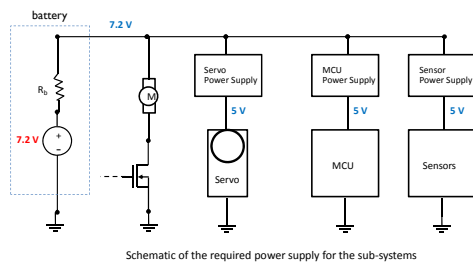 battery
7.2 V
Servo
Power Supply
MCU
Power Supply
Sensor
Power Supply
R_b
M
5 V
5 V
5 V
7.2 V
+
−
Servo
MCU
Sensors
Schematic of the required power supply for the sub-systems